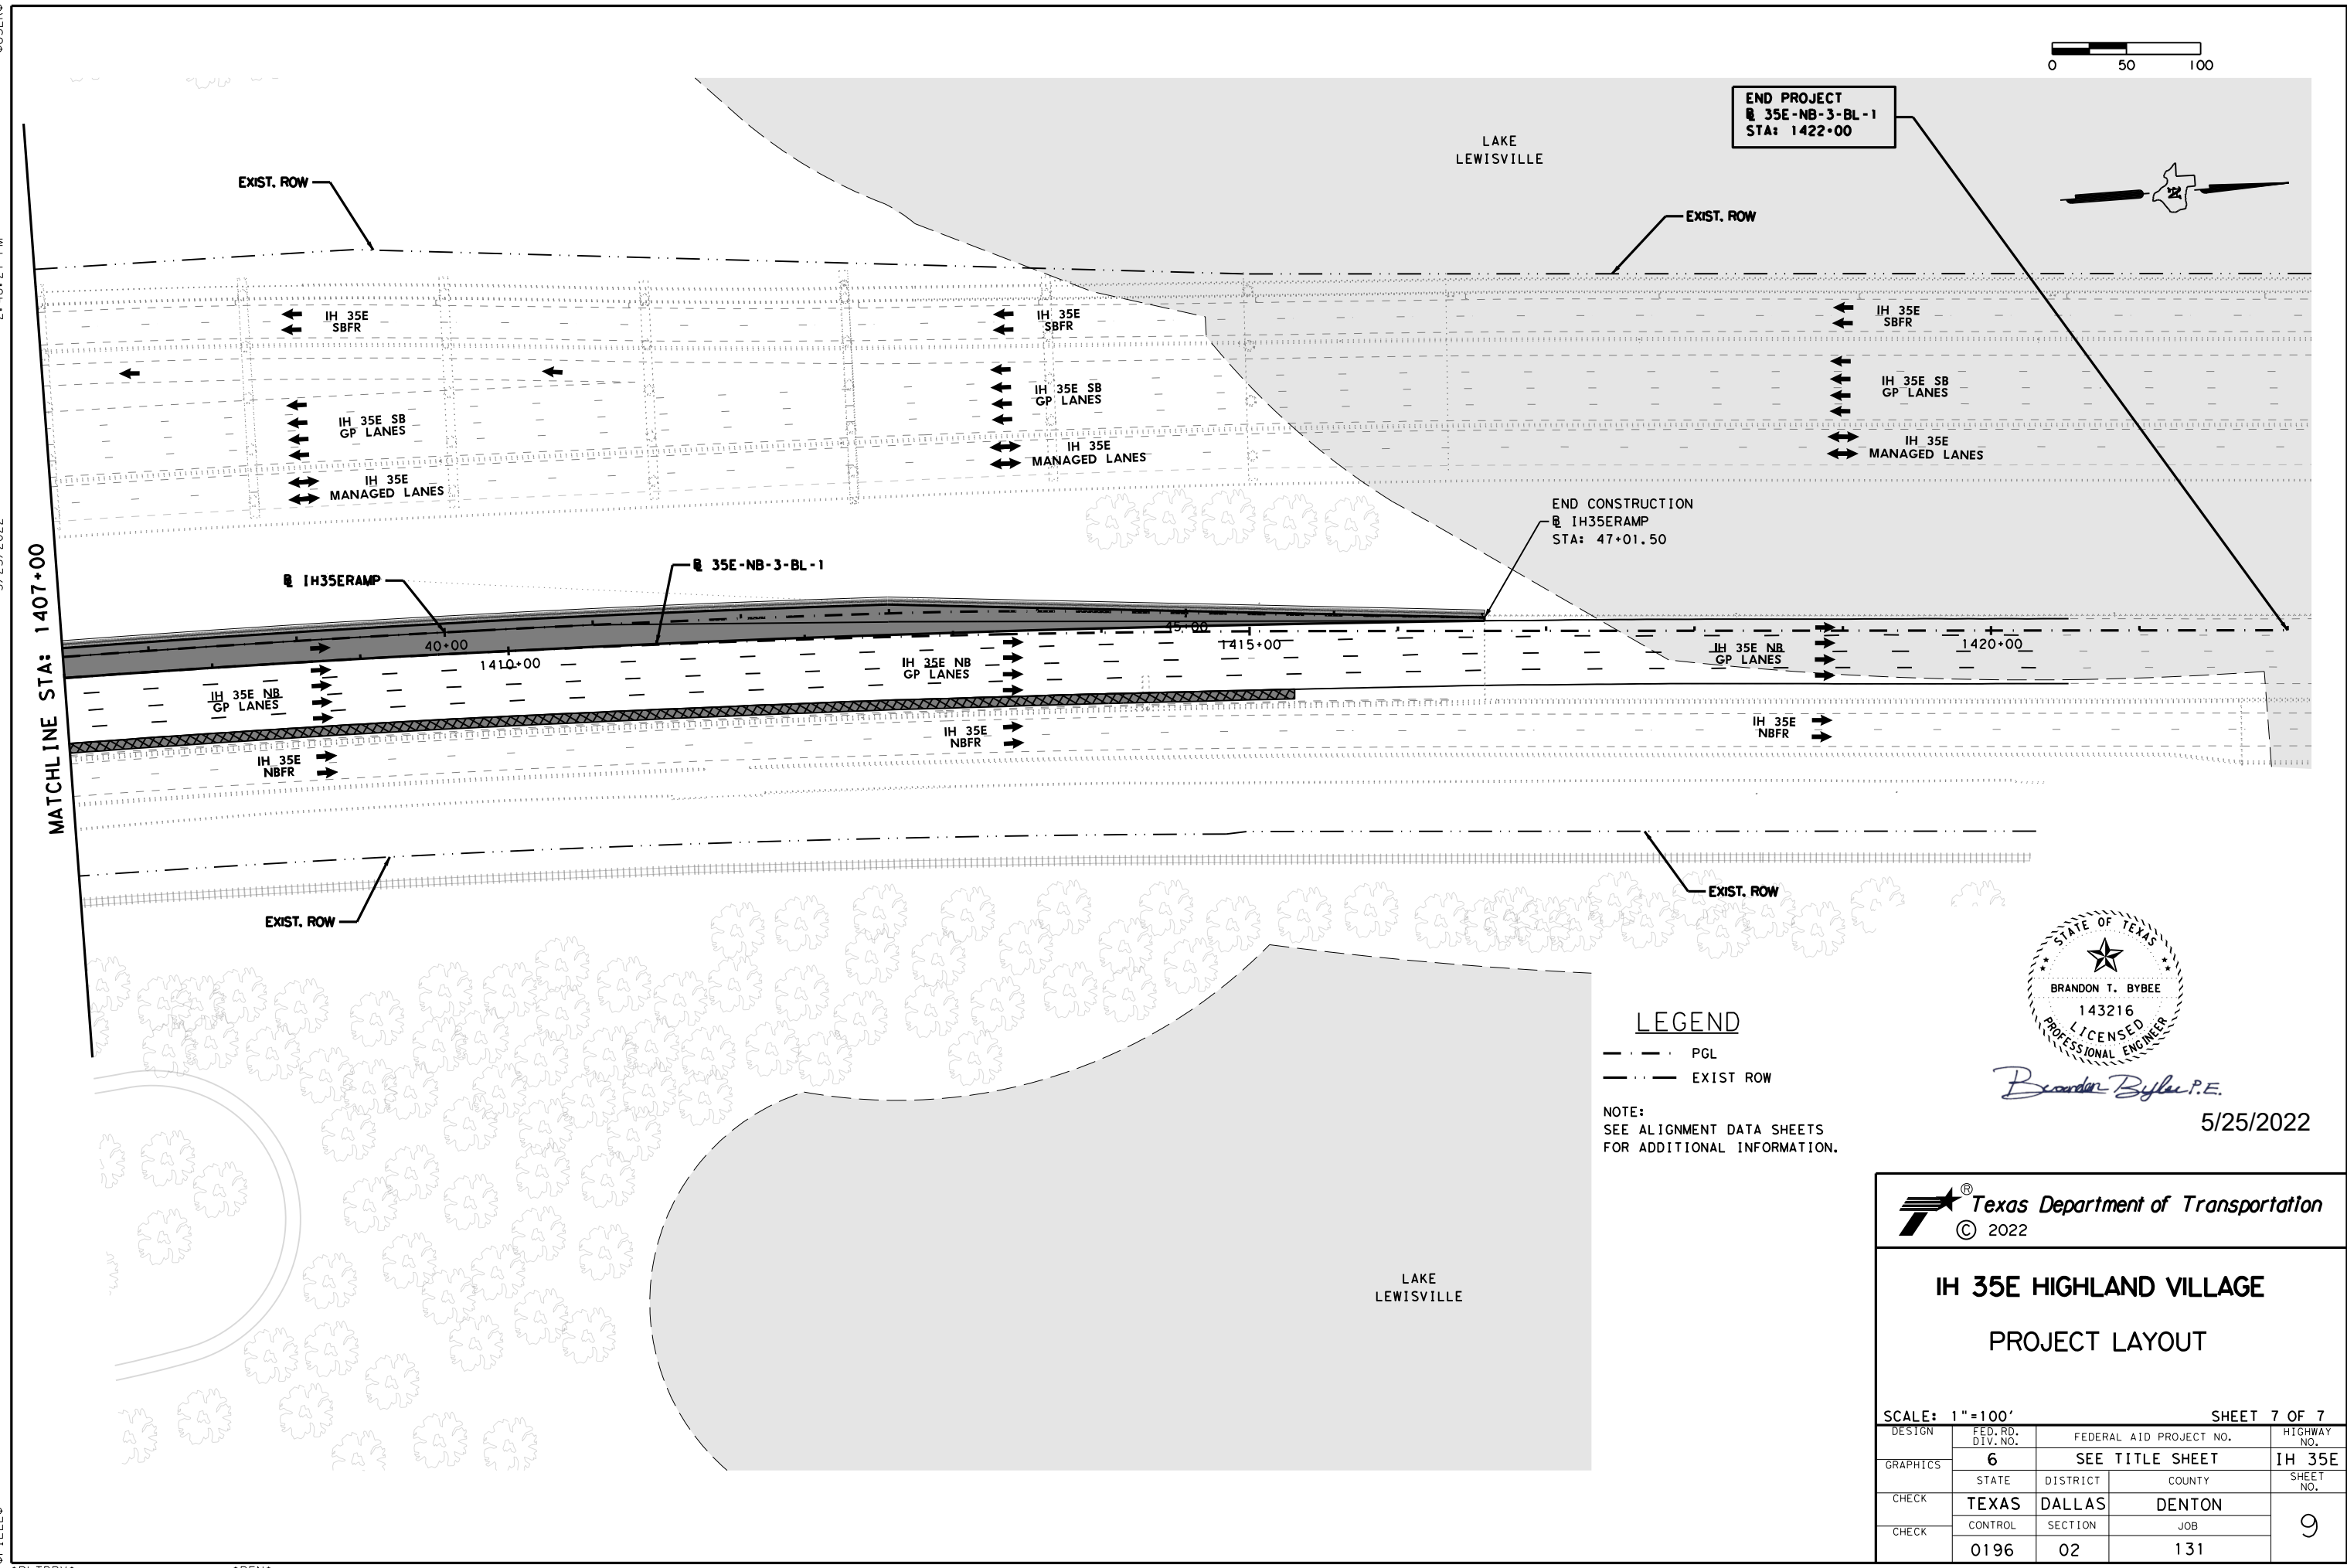 0 50 100
END PROJECT
℄ 35E-NB-3-BL-1
STA: 1422+00
LAKE
LEWISVILLE
EXIST. ROW
EXIST. ROW
IH 35E
SBFR
IH 35E
SBFR
IH 35E
SBFR
IH 35E SB
GP LANES
IH 35E SB
GP LANES
IH 35E SB
GP LANES
IH 35E
MANAGED LANES
IH 35E
MANAGED LANES
IH 35E
MANAGED LANES
END CONSTRUCTION
℄ IH35ERAMP
STA: 47+01.50
MATCHLINE STA: 1407+00
℄ IH35ERAMP
℄ 35E-NB-3-BL-1
40+00
45+00
1410+00
1415+00
1420+00
IH 35E NB
GP LANES
IH 35E NB
GP LANES
IH 35E NB
GP LANES
IH 35E
NBFR
IH 35E
NBFR
IH 35E
NBFR
EXIST. ROW
EXIST. ROW
LAKE
LEWISVILLE
LEGEND
PGL
EXIST ROW
NOTE:
SEE ALIGNMENT DATA SHEETS
FOR ADDITIONAL INFORMATION.
STATE OF TEXAS
BRANDON T. BYBEE
143216
LICENSED
PROFESSIONAL ENGINEER
Brandon Bybee P.E.
5/25/2022
® Texas Department of Transportation
© 2022
IH 35E HIGHLAND VILLAGE
PROJECT LAYOUT
SCALE: 1"=100' SHEET 7 OF 7
DESIGN FED.RD. DIV.NO. FEDERAL AID PROJECT NO. HIGHWAY NO.
GRAPHICS 6 SEE TITLE SHEET IH 35E
STATE DISTRICT COUNTY SHEET NO.
CHECK TEXAS DALLAS DENTON 9
CHECK CONTROL SECTION JOB
0196 02 131